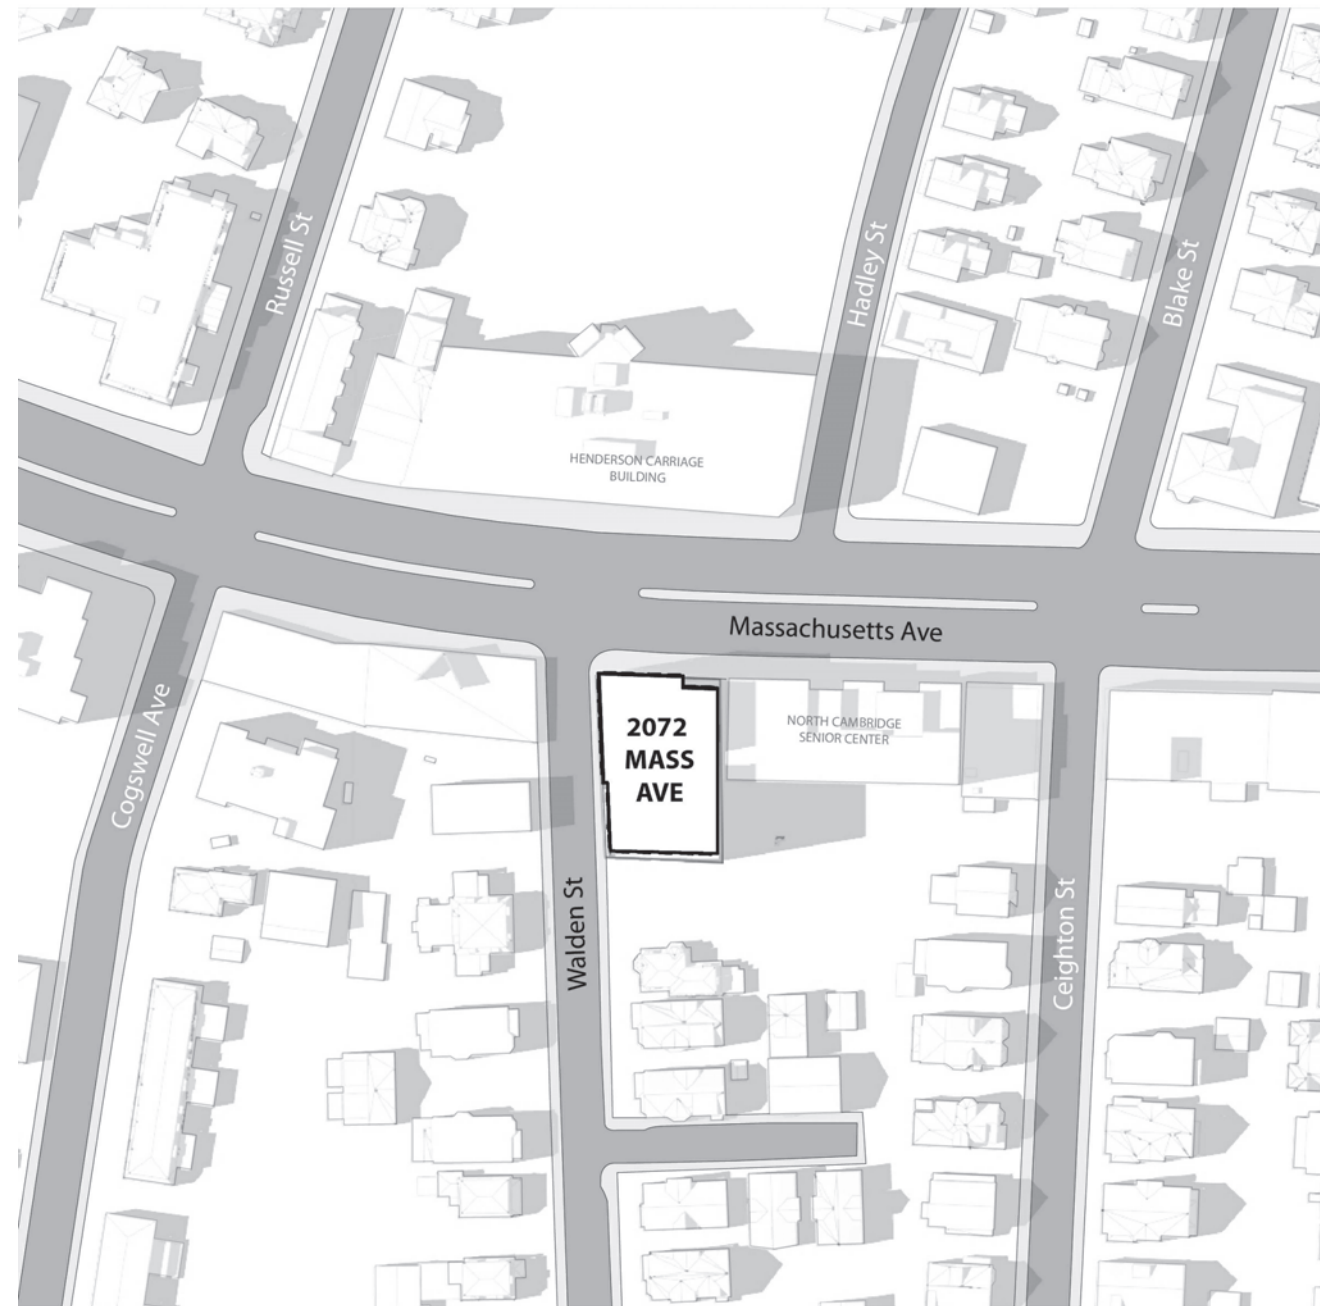 Russell St
Hadley St
Blake St
HENDERSON CARRIAGE
BUILDING
Massachusetts Ave
Cogswell Ave
2072
MASS
AVE
NORTH CAMBRIDGE
SENIOR CENTER
Walden St
Ceighton St